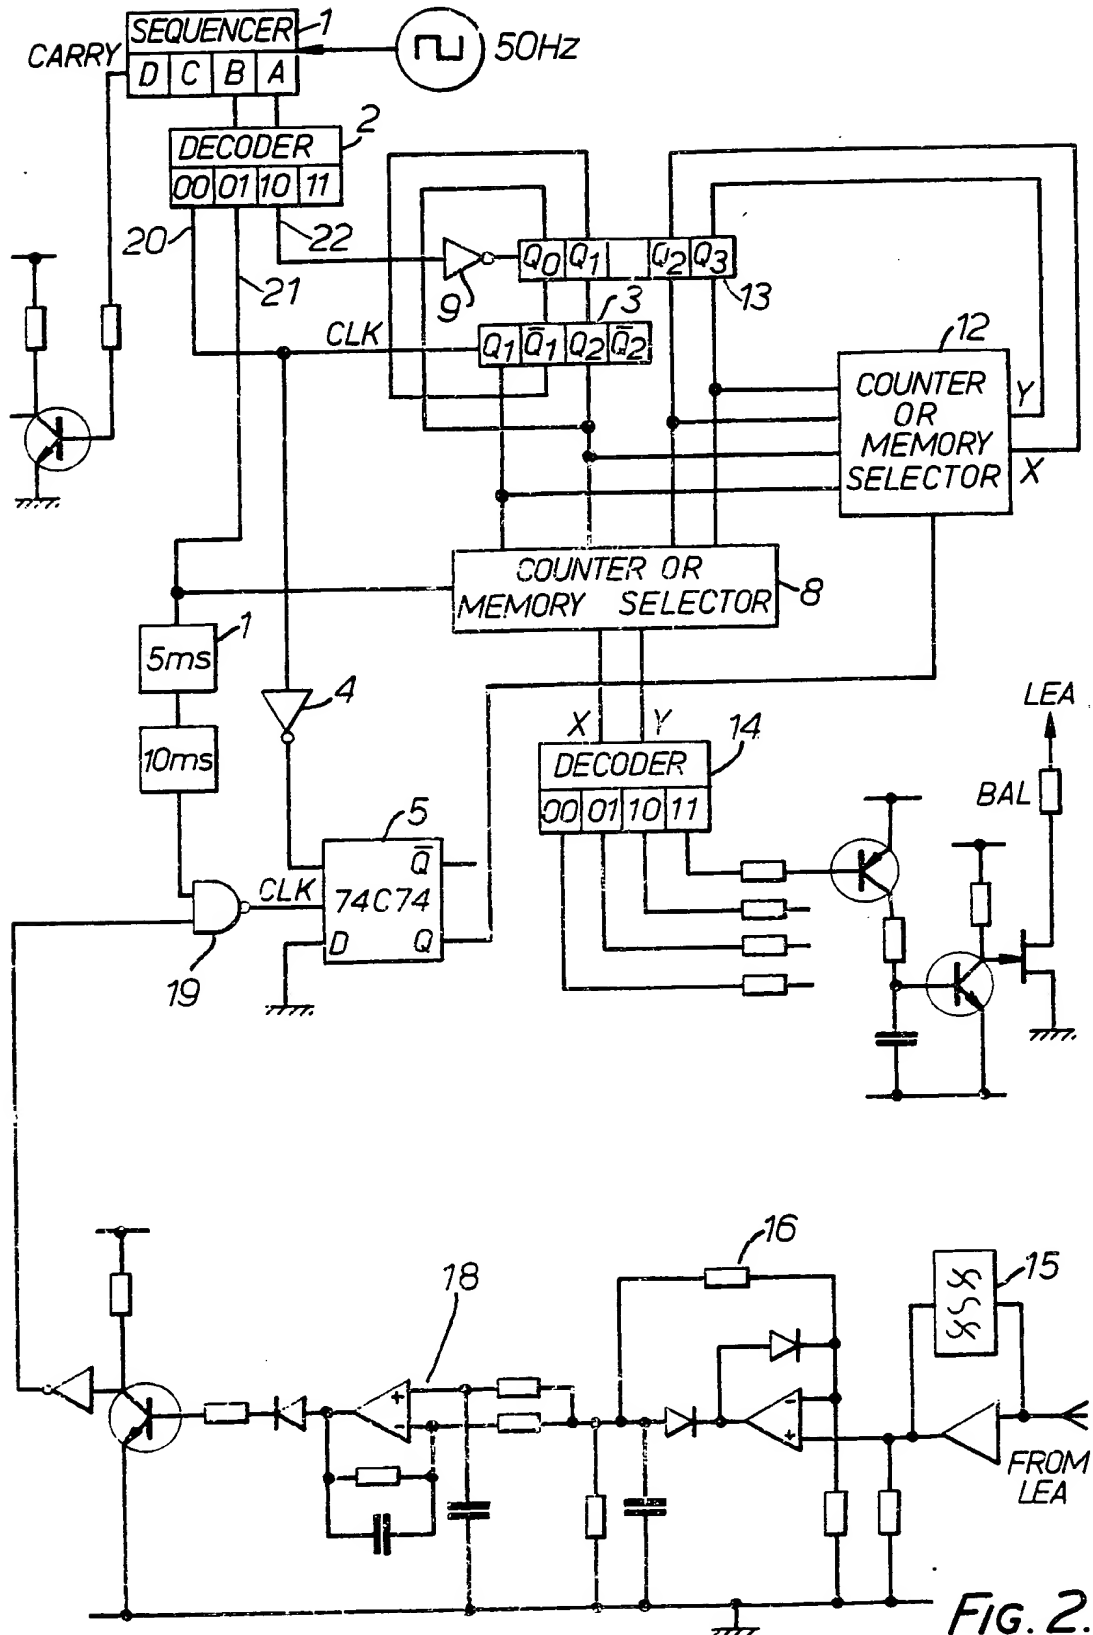 SEQUENCER 1
CARRY
50Hz
D C B A
2
DECODER
00 01 10 11
20
22
21
9
Q0 Q1 Q2 Q3
13
3
CLK
Q1 Q̄1 Q2 Q̄2
12
COUNTER
OR
MEMORY
SELECTOR
Y
X
COUNTER OR
MEMORY SELECTOR
8
1
5ms
4
10ms
X Y
14
DECODER
00 01 10 11
LEA
BAL
5
Q̄
CLK
74C74
D Q
19
16
15
18
+
-
-
+
FROM
LEA
FIG. 2.